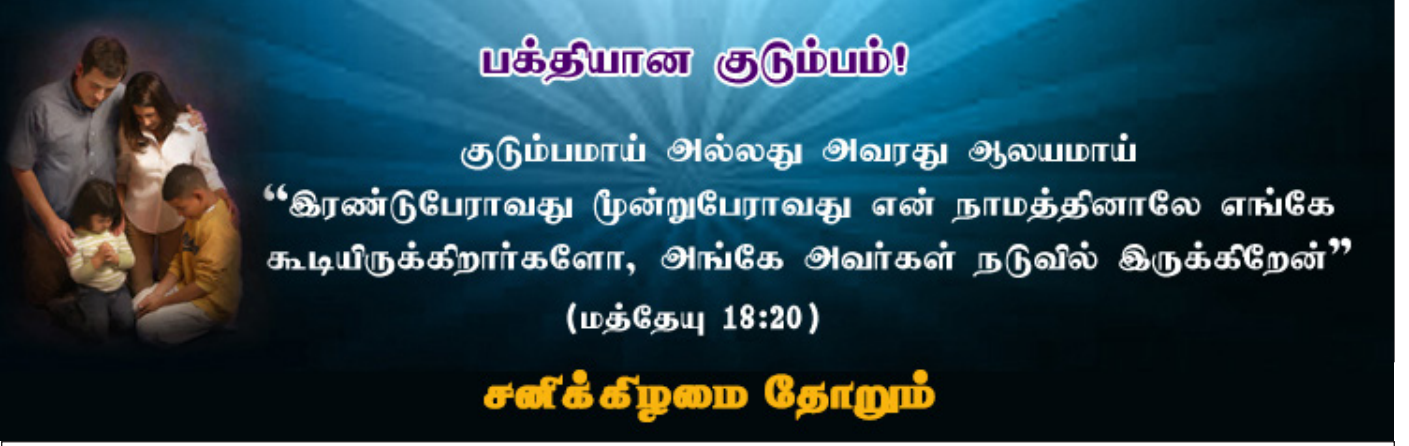 பக்தியான குடும்பம்!
குடும்பமாய் அல்லது அவரது ஆலயமாய்
“இரண்டுபேராவது மூன்றுபேராவது என் நாமத்தினாலே எங்கே
கூடியிருக்கிறார்களோ, அங்கே அவர்கள் நடுவில் இருக்கிறேன்”
(மத்தேயு 18:20)
சனிக்கிழமை தோறும்